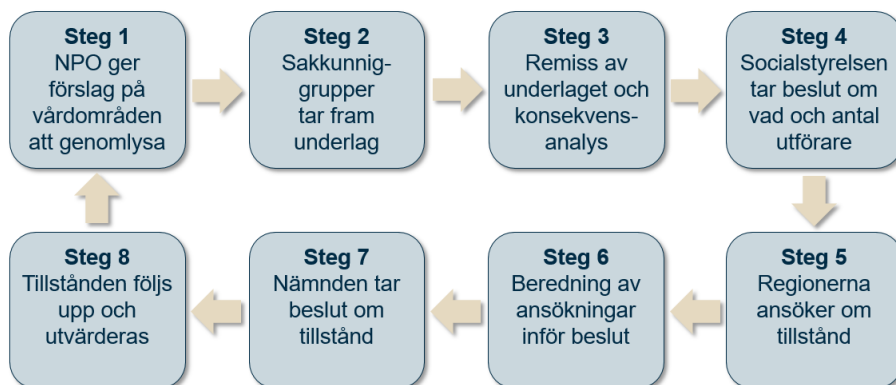 Steg 1
NPO ger
förslag på
vårdområden
att genomlysa
Steg 2
Sakkunnig-
grupper
tar fram
underlag
Steg 3
Remiss av
underlaget och
konsekvens-
analys
Steg 4
Socialstyrelsen
tar beslut om
vad och antal
utförare
Steg 5
Regionerna
ansöker om
tillstånd
Steg 6
Beredning av
ansökningar
inför beslut
Steg 7
Nämnden tar
beslut om
tillstånd
Steg 8
Tillstånden följs
upp och
utvärderas